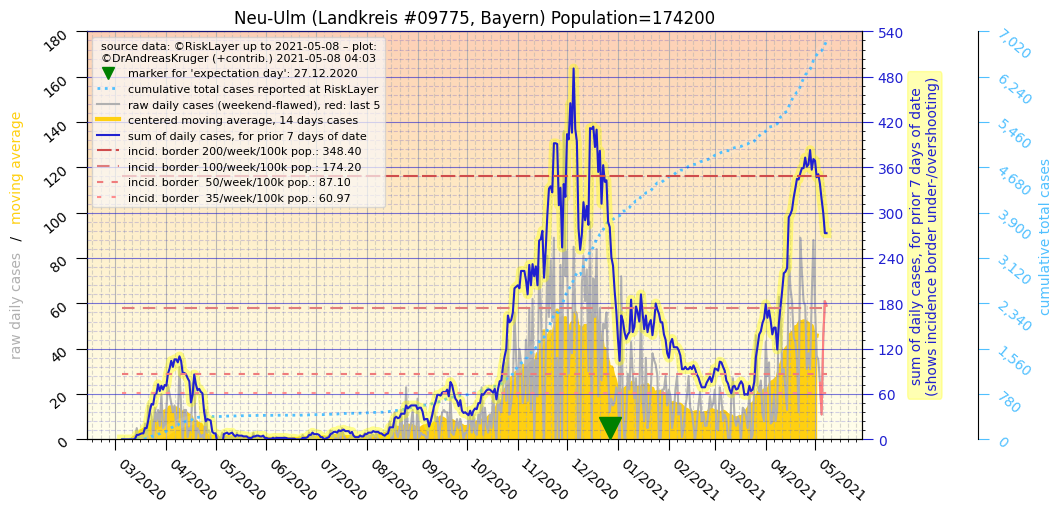 Neu-Ulm (Landkreis #09775, Bayern) Population=174200
source data: ©RiskLayer up to 2021-05-08 – plot:
©DrAndreasKruger (+contrib.) 2021-05-08 04:03
marker for 'expectation day': 27.12.2020
cumulative total cases reported at RiskLayer
raw daily cases (weekend-flawed), red: last 5
centered moving average, 14 days cases
sum of daily cases, for prior 7 days of date
incid. border 200/week/100k pop.: 348.40
incid. border 100/week/100k pop.: 174.20
incid. border  50/week/100k pop.: 87.10
incid. border  35/week/100k pop.: 60.97
raw daily cases / moving average
180
160
140
120
100
80
60
40
20
0
03/2020
04/2020
05/2020
06/2020
07/2020
08/2020
09/2020
10/2020
11/2020
12/2020
01/2021
02/2021
03/2021
04/2021
05/2021
540
480
420
360
300
240
180
120
60
0
sum of daily cases, for prior 7 days of date
(shows incidence border under-/overshooting)
7,020
6,240
5,460
4,680
3,900
3,120
2,340
1,560
780
0
cumulative total cases